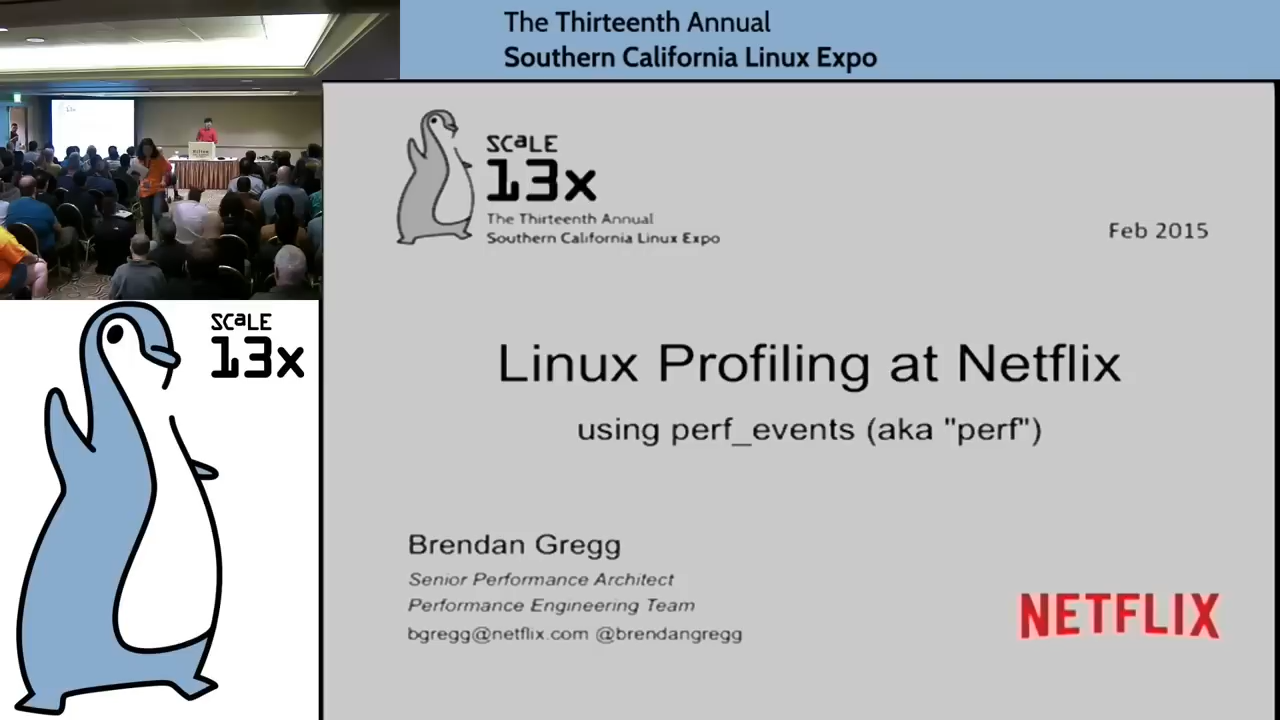 The Thirteenth Annual
Southern California Linux Expo
SCaLE
13x
The Thirteenth Annual
Southern California Linux Expo
Feb 2015
SCaLE
13x
Linux Profiling at Netflix
using perf_events (aka "perf")
Brendan Gregg
Senior Performance Architect
Performance Engineering Team
bgregg@netflix.com @brendangregg
NETFLIX